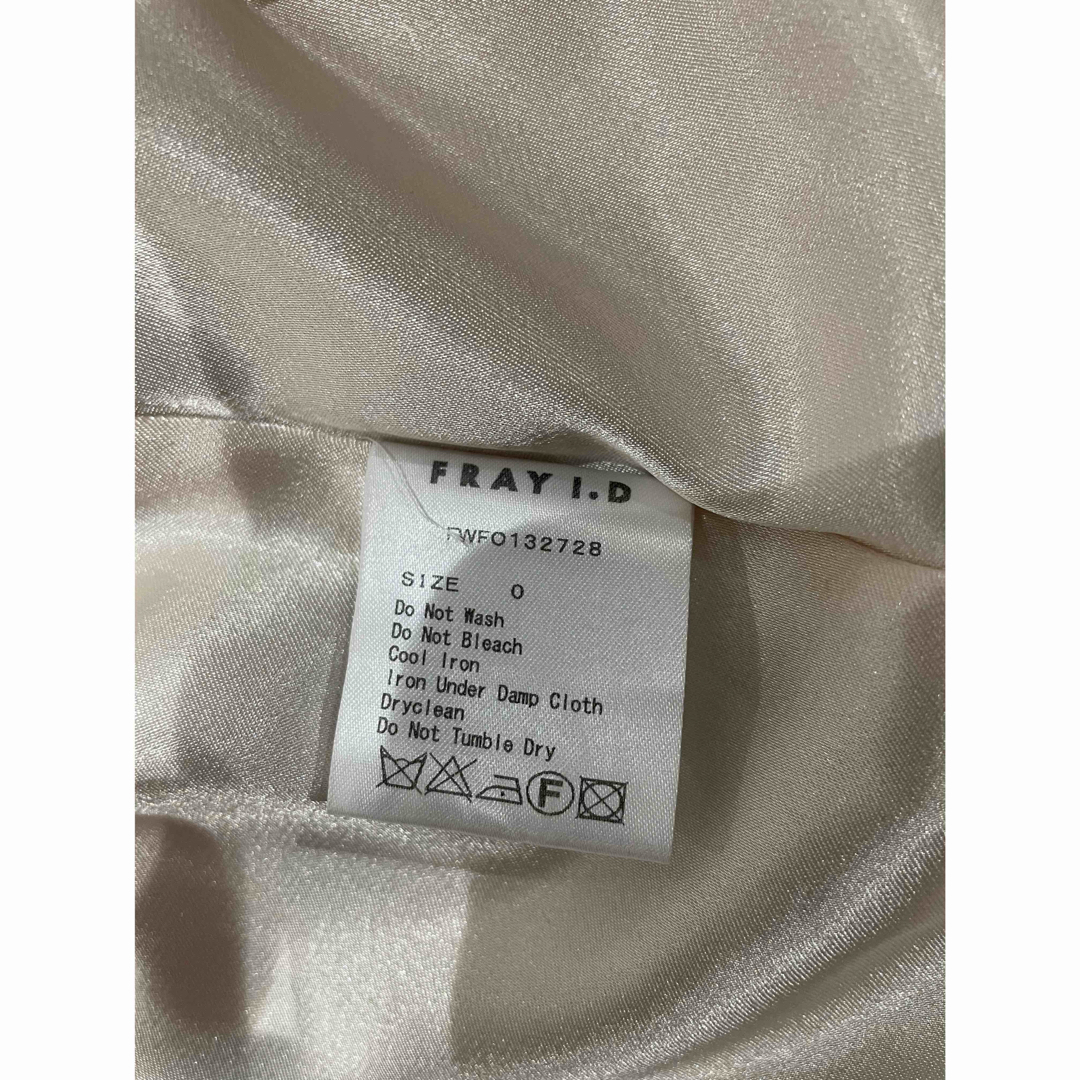 FRAY I.D
FWFO132728
SIZE 0
Do Not Wash
Do Not Bleach
Cool Iron
Iron Under Damp Cloth
Dryclean
Do Not Tumble Dry
F